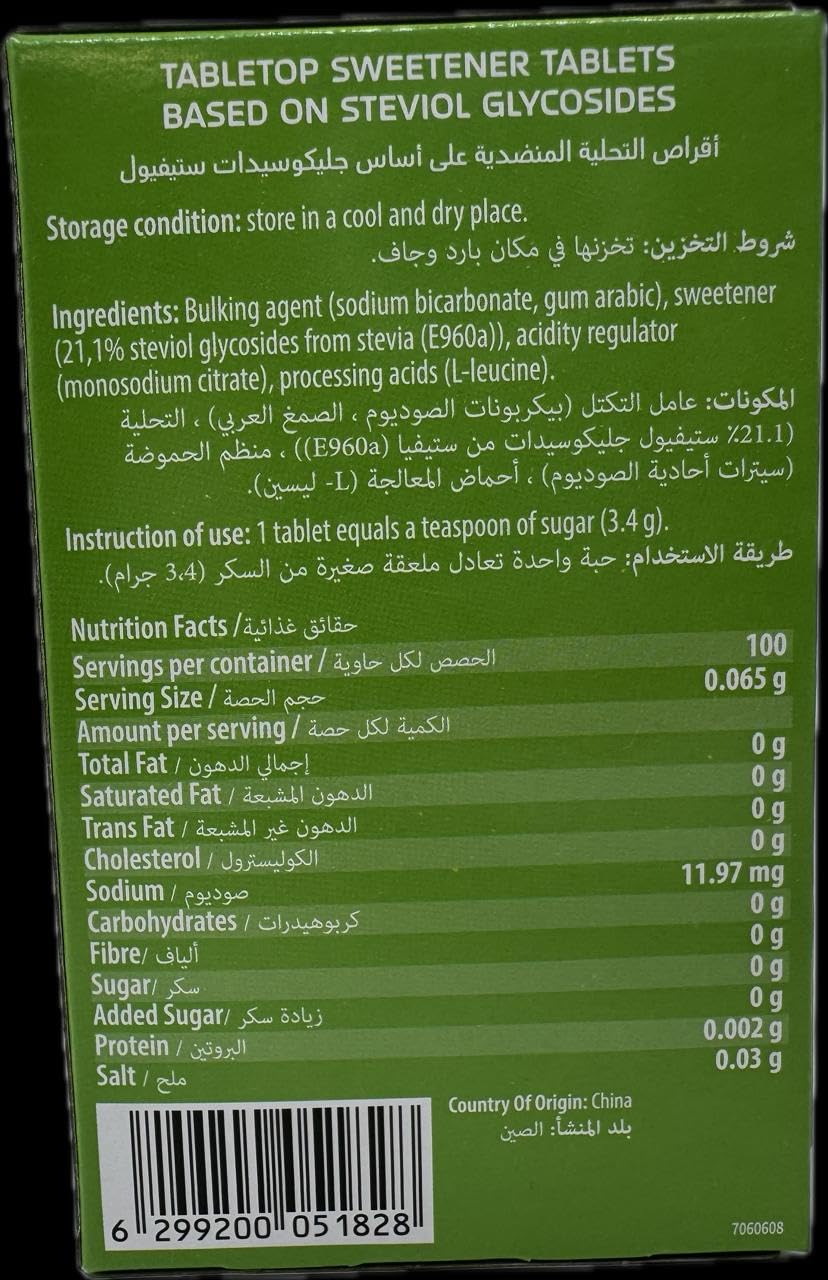 TABLETOP SWEETENER TABLETS
BASED ON STEVIOL GLYCOSIDES
أقراص التحلية المنضدية على أساس جليكوسيدات ستيفيول
Storage condition: store in a cool and dry place.
شروط التخزين: تخزنها في مكان بارد وجاف.
Ingredients: Bulking agent (sodium bicarbonate, gum arabic), sweetener
(21,1% steviol glycosides from stevia (E960a)), acidity regulator
(monosodium citrate), processing acids (L-leucine).
المكونات: عامل التكتل (بيكربونات الصوديوم ، الصمغ العربي) ، التحلية
(21.1٪ ستيفيول جليكوسيدات من ستيفيا (E960a)) ، منظم الحموضة
(سيترات أحادية الصوديوم) ، أحماض المعالجة (L- ليسين).
Instruction of use: 1 tablet equals a teaspoon of sugar (3.4 g).
طريقة الاستخدام: حبة واحدة تعادل ملعقة صغيرة من السكر (3،4 جرام).
Nutrition Facts / حقائق غذائية
Servings per container / الحصص لكل حاوية 100
Serving Size / حجم الحصة 0.065 g
Amount per serving / الكمية لكل حصة
Total Fat / إجمالي الدهون 0 g
Saturated Fat / الدهون المشبعة 0 g
Trans Fat / الدهون غير المشبعة 0 g
Cholesterol / الكوليسترول 0 g
Sodium / صوديوم 11.97 mg
Carbohydrates / كربوهيدرات 0 g
Fibre/ ألياف 0 g
Sugar/ سكر 0 g
Added Sugar/ زيادة سكر 0 g
Protein / البروتين 0.002 g
Salt / ملح 0.03 g
Country Of Origin: China
بلد المنشأ: الصين
6 299200 051828
7060608